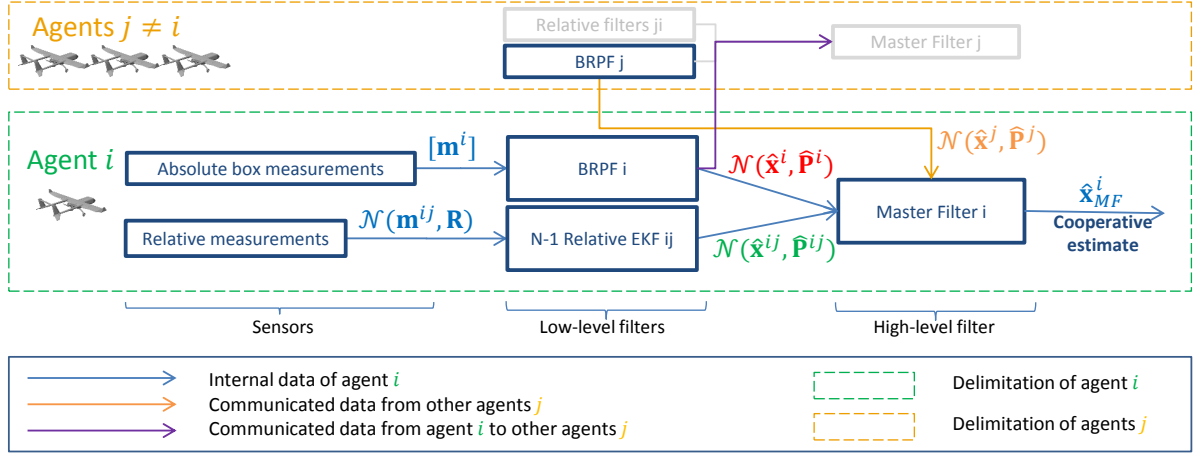 Agents j ≠ i
Relative filters ji
BRPF j
Master Filter j
Agent i
Absolute box measurements
[m^i]
BRPF i
𝒩(x̂^i, P̂^i)
𝒩(x̂^j, P̂^j)
Relative measurements
𝒩(m^{ij}, R)
N-1 Relative EKF ij
𝒩(x̂^{ij}, P̂^{ij})
Master Filter i
x̂^i_{MF}
Cooperative
estimate
Sensors
Low-level filters
High-level filter
Internal data of agent i
Communicated data from other agents j
Communicated data from agent i to other agents j
Delimitation of agent i
Delimitation of agents j